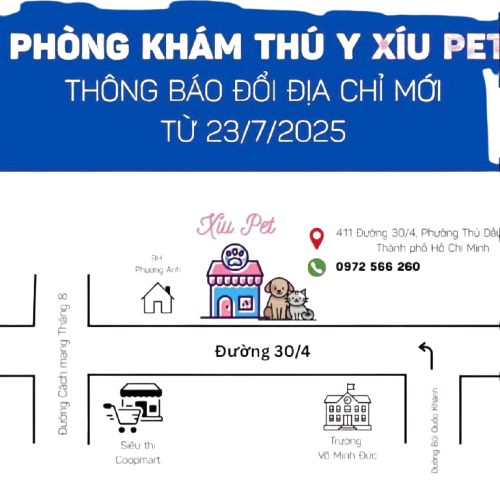 PHÒNG KHÁM THÚ Y XÍU PET
THÔNG BÁO ĐỔI ĐỊA CHỈ MỚI
TỪ 23/7/2025
Xíu Pet
411 Đường 30/4, Phường Thủ Dầu
Thành phố Hồ Chí Minh
0972 566 260
BH
Phương Anh
Đường Cách mạng Tháng 8
Đường 30/4
Siêu thị
Coopmart
Trường
Võ Minh Đức
Đường Bùi Quốc Khánh